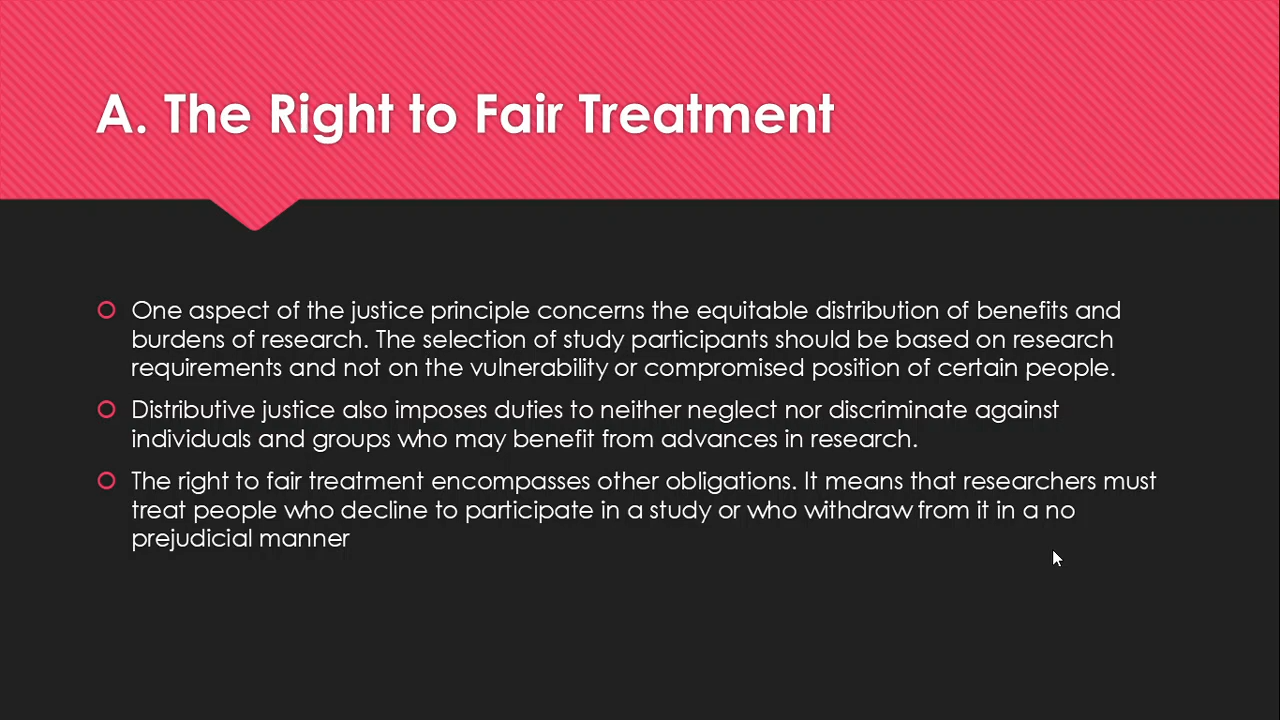 A. The Right to Fair Treatment
One aspect of the justice principle concerns the equitable distribution of benefits and
burdens of research. The selection of study participants should be based on research
requirements and not on the vulnerability or compromised position of certain people.
Distributive justice also imposes duties to neither neglect nor discriminate against
individuals and groups who may benefit from advances in research.
The right to fair treatment encompasses other obligations. It means that researchers must
treat people who decline to participate in a study or who withdraw from it in a no
prejudicial manner